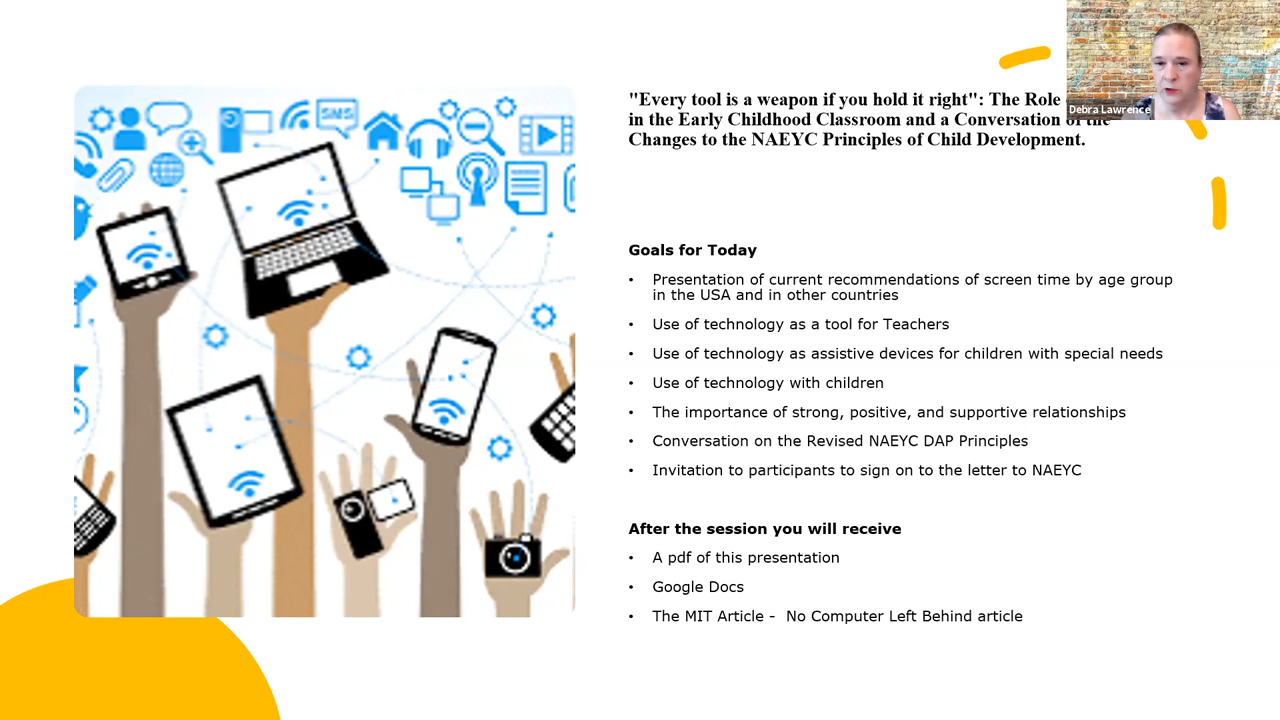 "Every tool is a weapon if you hold it right": The Role
in the Early Childhood Classroom and a Conversation of the
Changes to the NAEYC Principles of Child Development.
Debra Lawrence
SMS
Goals for Today
• Presentation of current recommendations of screen time by age group
in the USA and in other countries
• Use of technology as a tool for Teachers
• Use of technology as assistive devices for children with special needs
• Use of technology with children
• The importance of strong, positive, and supportive relationships
• Conversation on the Revised NAEYC DAP Principles
• Invitation to participants to sign on to the letter to NAEYC
After the session you will receive
• A pdf of this presentation
• Google Docs
• The MIT Article - No Computer Left Behind article